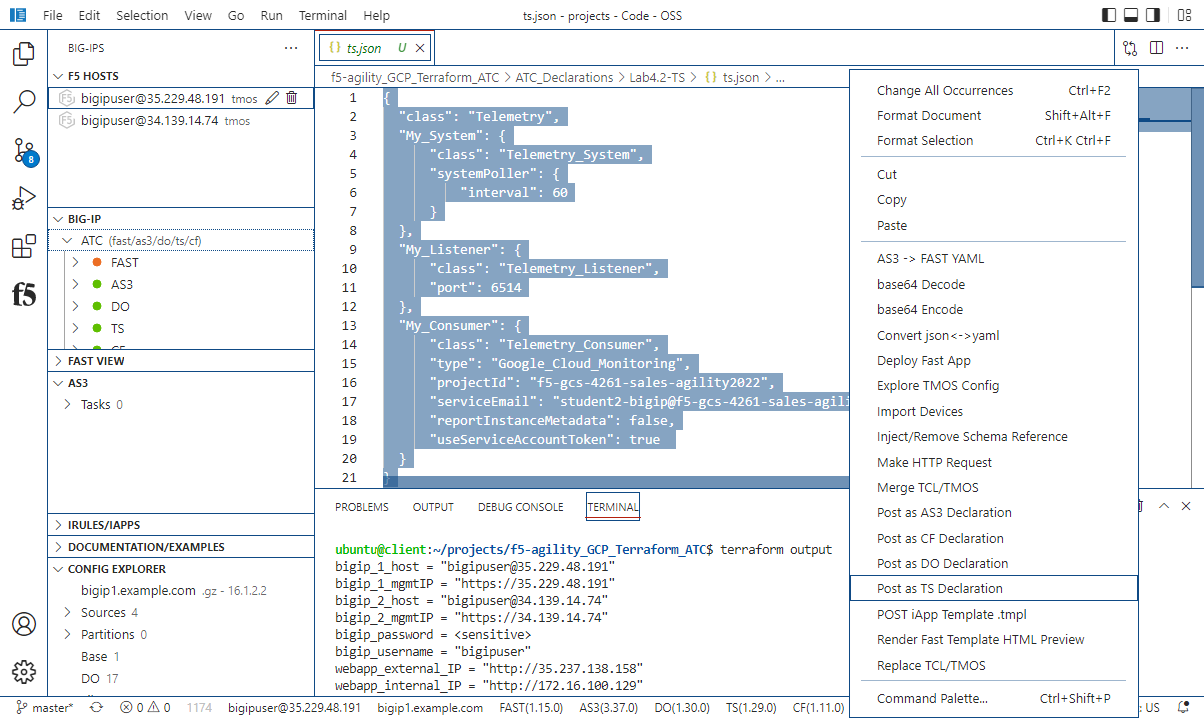 File Edit Selection View Go Run Terminal Help
ts.json - projects - Code - OSS
BIG-IPS
F5 HOSTS
bigipuser@35.229.48.191 tmos
bigipuser@34.139.14.74 tmos
8
f5
BIG-IP
ATC (fast/as3/do/ts/cf)
FAST
AS3
DO
TS
CF
FAST VIEW
AS3
Tasks 0
IRULES/IAPPS
DOCUMENTATION/EXAMPLES
CONFIG EXPLORER
bigip1.example.com .gz - 16.1.2.2
Sources 4
Partitions 0
Base 1
DO 17
{} ts.json U
f5-agility_GCP_Terraform_ATC > ATC_Declarations > Lab4.2-TS > {} ts.json > ...
1 {
2 "class": "Telemetry",
3 "My_System": {
4 "class": "Telemetry_System",
5 "systemPoller": {
6 "interval": 60
7 }
8 },
9 "My_Listener": {
10 "class": "Telemetry_Listener",
11 "port": 6514
12 },
13 "My_Consumer": {
14 "class": "Telemetry_Consumer",
15 "type": "Google_Cloud_Monitoring",
16 "projectId": "f5-gcs-4261-sales-agility2022",
17 "serviceEmail": "student2-bigip@f5-gcs-4261-sales-agili
18 "reportInstanceMetadata": false,
19 "useServiceAccountToken": true
20 }
21 }
PROBLEMS OUTPUT DEBUG CONSOLE TERMINAL
ubuntu@client:~/projects/f5-agility_GCP_Terraform_ATC$ terraform output
bigip_1_host = "bigipuser@35.229.48.191"
bigip_1_mgmtIP = "https://35.229.48.191"
bigip_2_host = "bigipuser@34.139.14.74"
bigip_2_mgmtIP = "https://34.139.14.74"
bigip_password = <sensitive>
bigip_username = "bigipuser"
webapp_external_IP = "http://35.237.138.158"
webapp_internal_IP = "http://172.16.100.129"
Change All Occurrences Ctrl+F2
Format Document Shift+Alt+F
Format Selection Ctrl+K Ctrl+F
Cut
Copy
Paste
AS3 -> FAST YAML
base64 Decode
base64 Encode
Convert json<->yaml
Deploy Fast App
Explore TMOS Config
Import Devices
Inject/Remove Schema Reference
Make HTTP Request
Merge TCL/TMOS
Post as AS3 Declaration
Post as CF Declaration
Post as DO Declaration
Post as TS Declaration
POST iApp Template .tmpl
Render Fast Template HTML Preview
Replace TCL/TMOS
Command Palette... Ctrl+Shift+P
master* 0 0 1174 bigipuser@35.229.48.191 bigip1.example.com FAST(1.15.0) AS3(3.37.0) DO(1.30.0) TS(1.29.0) CF(1.11.0) : US